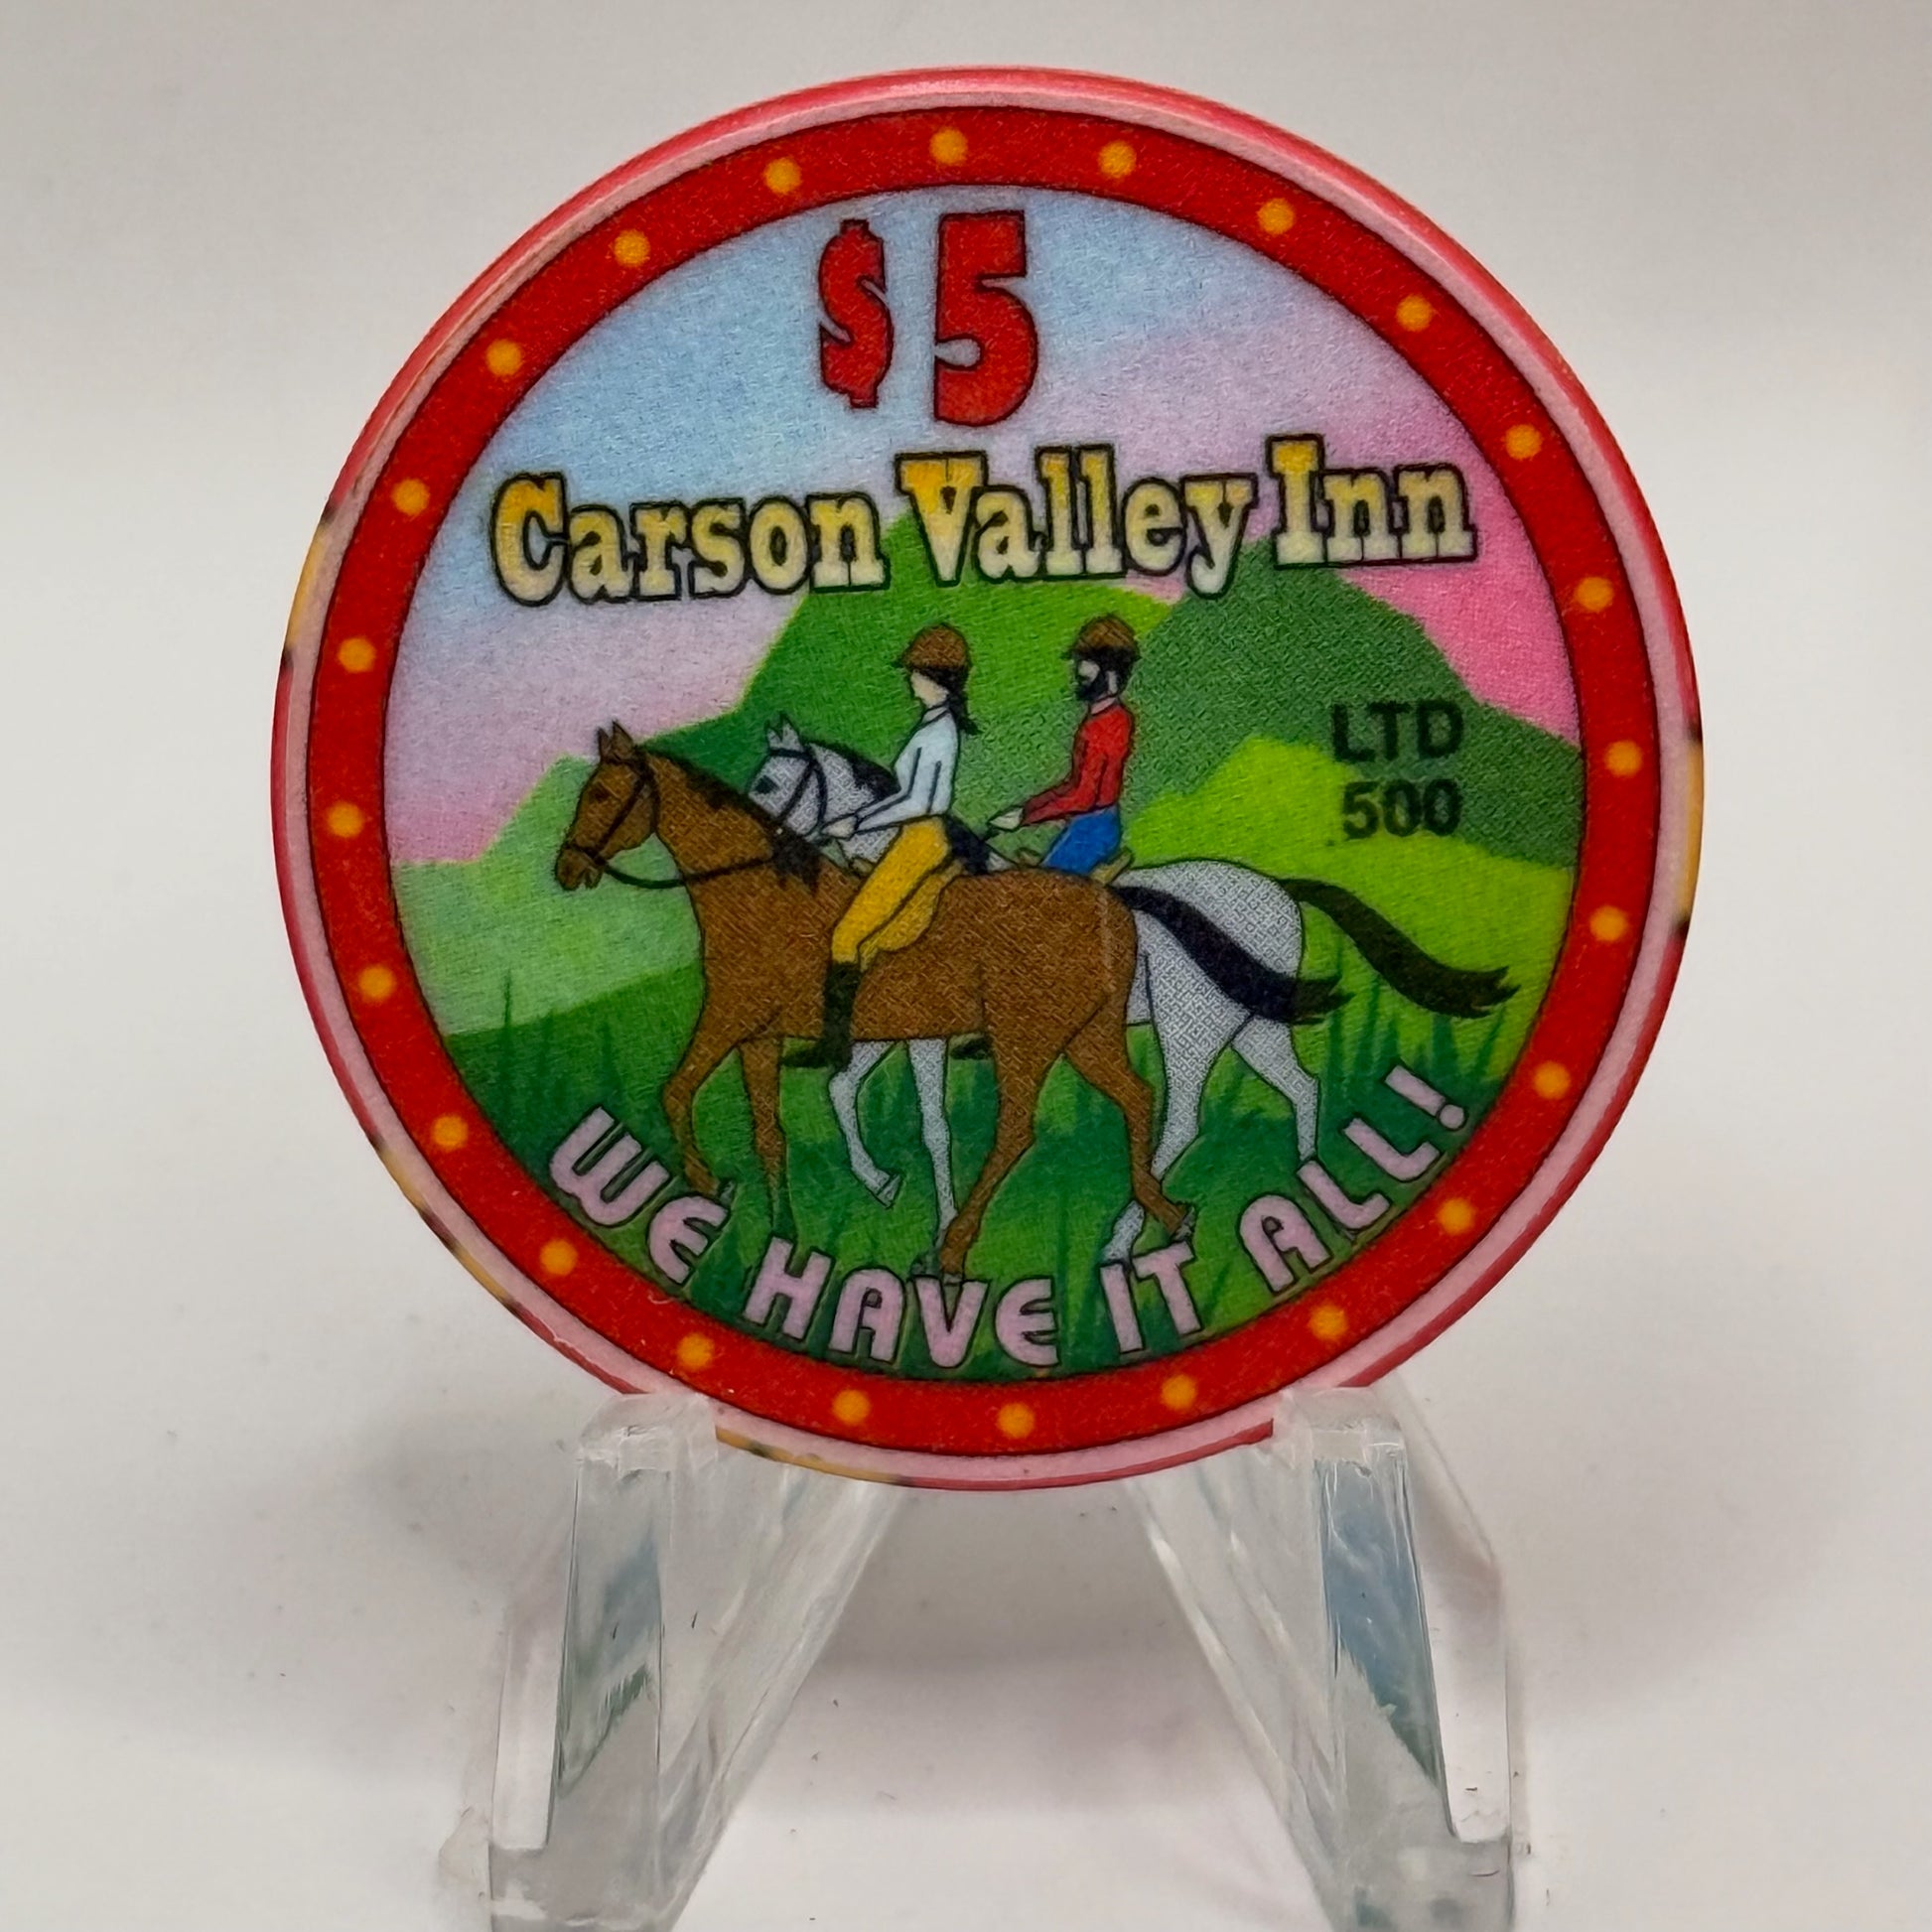 $5
Carson Valley Inn
LTD
500
WE HAVE IT ALL!